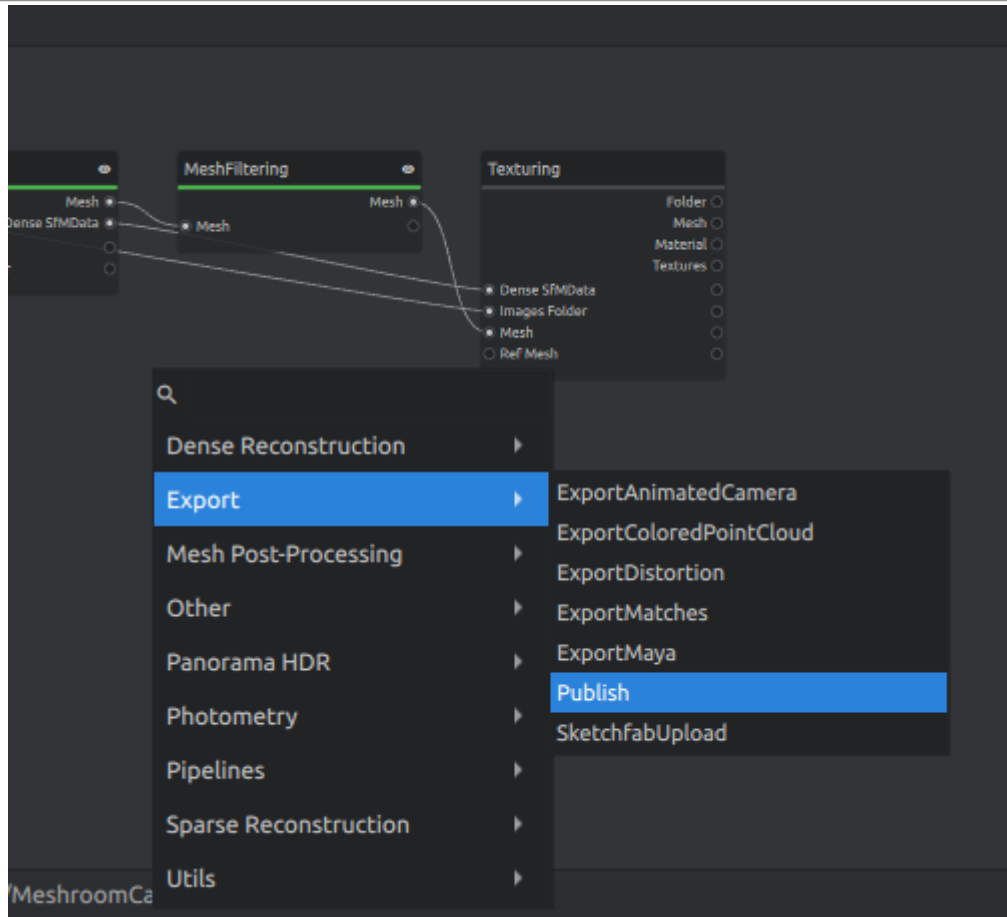 MeshFiltering
Texturing
Mesh
Dense SfMData
Mesh
Mesh
Folder
Mesh
Material
Textures
Dense SfMData
Images Folder
Mesh
Ref Mesh
Dense Reconstruction
Export
Mesh Post-Processing
Other
Panorama HDR
Photometry
Pipelines
Sparse Reconstruction
Utils
ExportAnimatedCamera
ExportColoredPointCloud
ExportDistortion
ExportMatches
ExportMaya
Publish
SketchfabUpload
/MeshroomCa